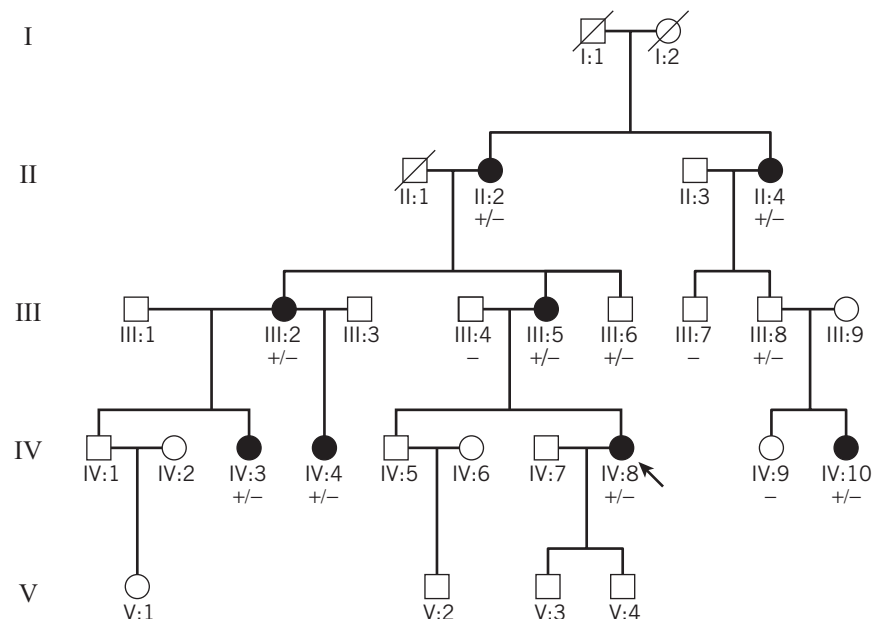 I
I:1 I:2
II
II:1 II:2 II:3 II:4
+/− +/−
III
III:1 III:2 III:3 III:4 III:5 III:6 III:7 III:8 III:9
+/− − +/− +/− − +/−
IV
IV:1 IV:2 IV:3 IV:4 IV:5 IV:6 IV:7 IV:8 IV:9 IV:10
+/− +/− +/− − +/−
V
V:1 V:2 V:3 V:4